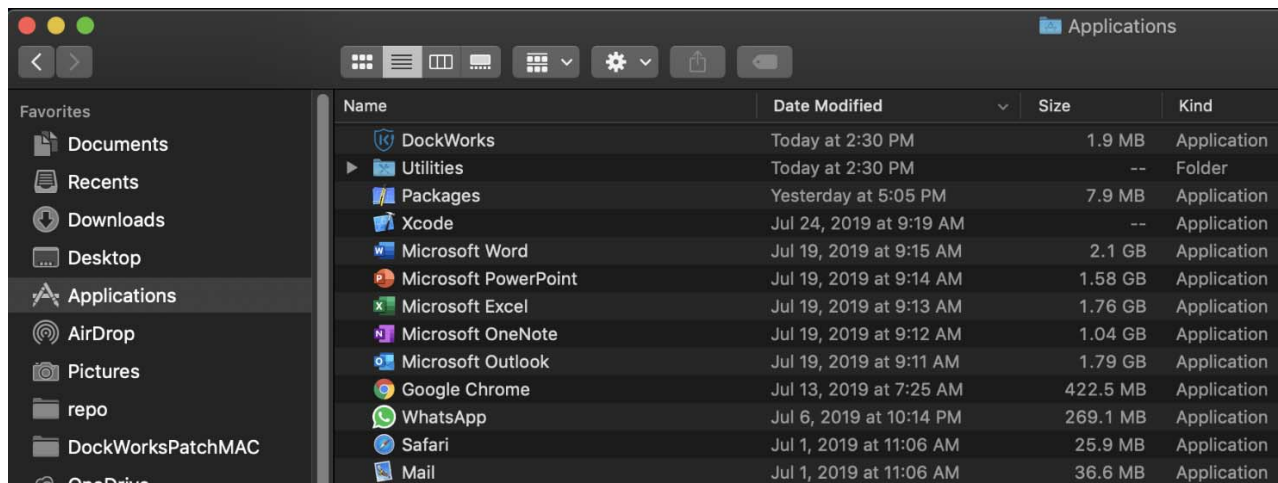 Applications
Favorites
Documents
Recents
Downloads
Desktop
Applications
AirDrop
Pictures
repo
DockWorksPatchMAC
OneDrive
Name Date Modified Size Kind
DockWorks Today at 2:30 PM 1.9 MB Application
Utilities Today at 2:30 PM -- Folder
Packages Yesterday at 5:05 PM 7.9 MB Application
Xcode Jul 24, 2019 at 9:19 AM -- Application
Microsoft Word Jul 19, 2019 at 9:15 AM 2.1 GB Application
Microsoft PowerPoint Jul 19, 2019 at 9:14 AM 1.58 GB Application
Microsoft Excel Jul 19, 2019 at 9:13 AM 1.76 GB Application
Microsoft OneNote Jul 19, 2019 at 9:12 AM 1.04 GB Application
Microsoft Outlook Jul 19, 2019 at 9:11 AM 1.79 GB Application
Google Chrome Jul 13, 2019 at 7:25 AM 422.5 MB Application
WhatsApp Jul 6, 2019 at 10:14 PM 269.1 MB Application
Safari Jul 1, 2019 at 11:06 AM 25.9 MB Application
Mail Jul 1, 2019 at 11:06 AM 36.6 MB Application